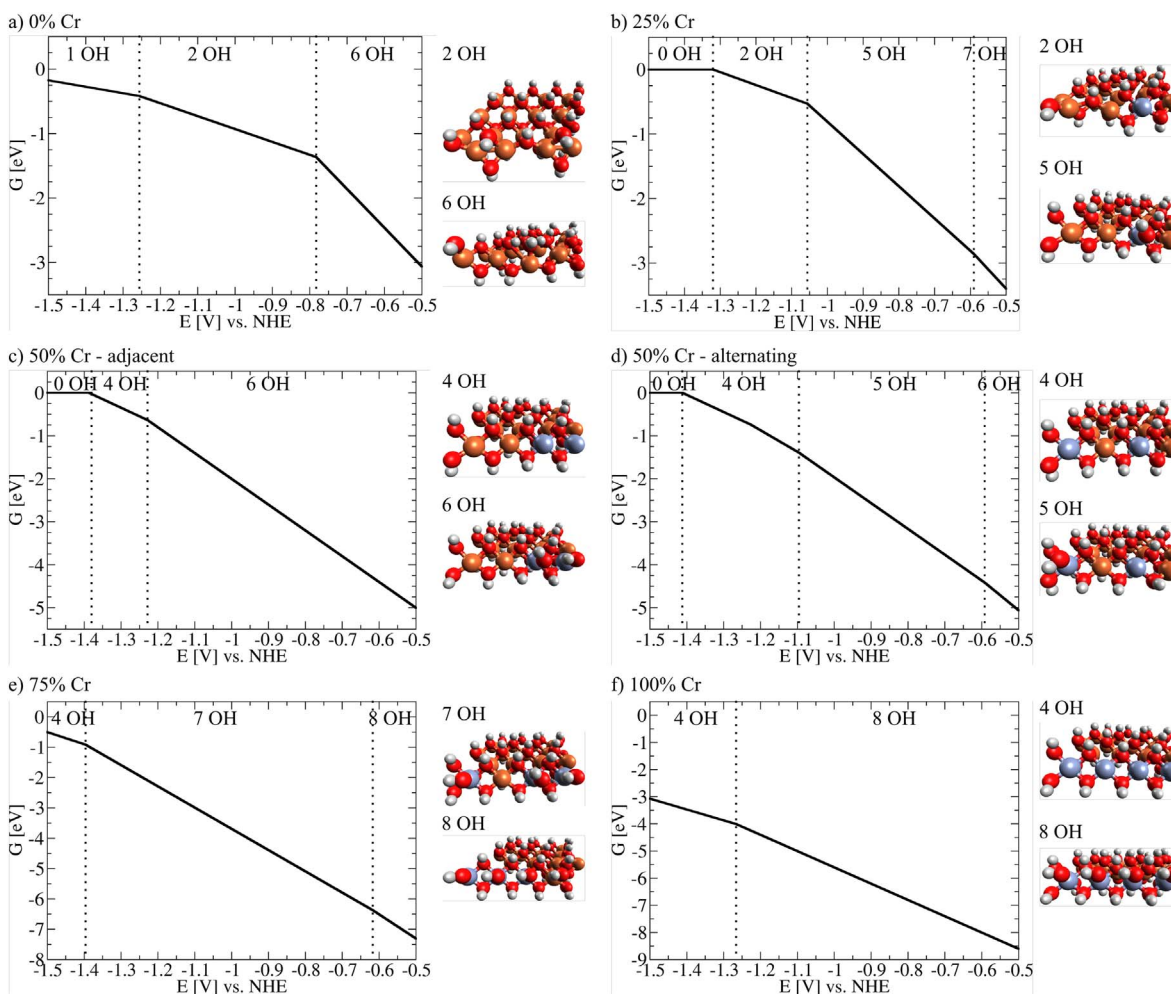 a) 0% Cr
1 OH 2 OH 6 OH
0
-1
-2
-3
G [eV]
-1.5 -1.4 -1.3 -1.2 -1.1 -1 -0.9 -0.8 -0.7 -0.6 -0.5
E [V] vs. NHE
2 OH
6 OH
b) 25% Cr
0 OH 2 OH 5 OH 7 OH
0
-1
-2
-3
G [eV]
-1.5 -1.4 -1.3 -1.2 -1.1 -1 -0.9 -0.8 -0.7 -0.6 -0.5
E [V] vs. NHE
2 OH
5 OH
c) 50% Cr - adjacent
0 OH 4 OH 6 OH
0
-1
-2
-3
-4
-5
G [eV]
-1.5 -1.4 -1.3 -1.2 -1.1 -1 -0.9 -0.8 -0.7 -0.6 -0.5
E [V] vs. NHE
4 OH
6 OH
d) 50% Cr - alternating
0 OH 4 OH 5 OH 6 OH
0
-1
-2
-3
-4
-5
G [eV]
-1.5 -1.4 -1.3 -1.2 -1.1 -1 -0.9 -0.8 -0.7 -0.6 -0.5
E [V] vs. NHE
4 OH
5 OH
e) 75% Cr
4 OH 7 OH 8 OH
0
-1
-2
-3
-4
-5
-6
-7
-8
G [eV]
-1.5 -1.4 -1.3 -1.2 -1.1 -1 -0.9 -0.8 -0.7 -0.6 -0.5
E [V] vs. NHE
7 OH
8 OH
f) 100% Cr
4 OH 8 OH
0
-1
-2
-3
-4
-5
-6
-7
-8
-9
G [eV]
-1.5 -1.4 -1.3 -1.2 -1.1 -1 -0.9 -0.8 -0.7 -0.6 -0.5
E [V] vs. NHE
4 OH
8 OH